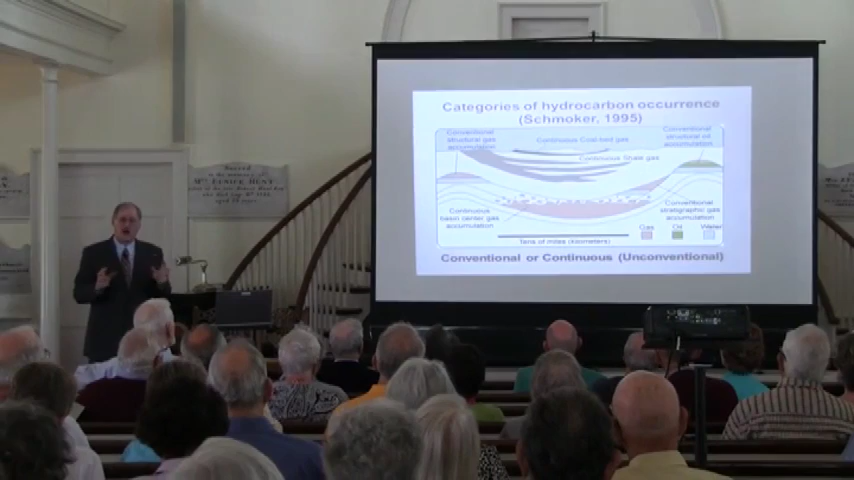 Categories of hydrocarbon occurrence
(Schmoker, 1995)
Conventional
structural gas
accumulation
Continuous Coal-bed gas
Conventional
structural oil
accumulation
Continuous Shale gas
Continuous
basin center gas
accumulation
Conventional
stratigraphic gas
accumulation
Gas Oil Water
Tens of miles (kilometers)
Conventional or Continuous (Unconventional)
Sacred